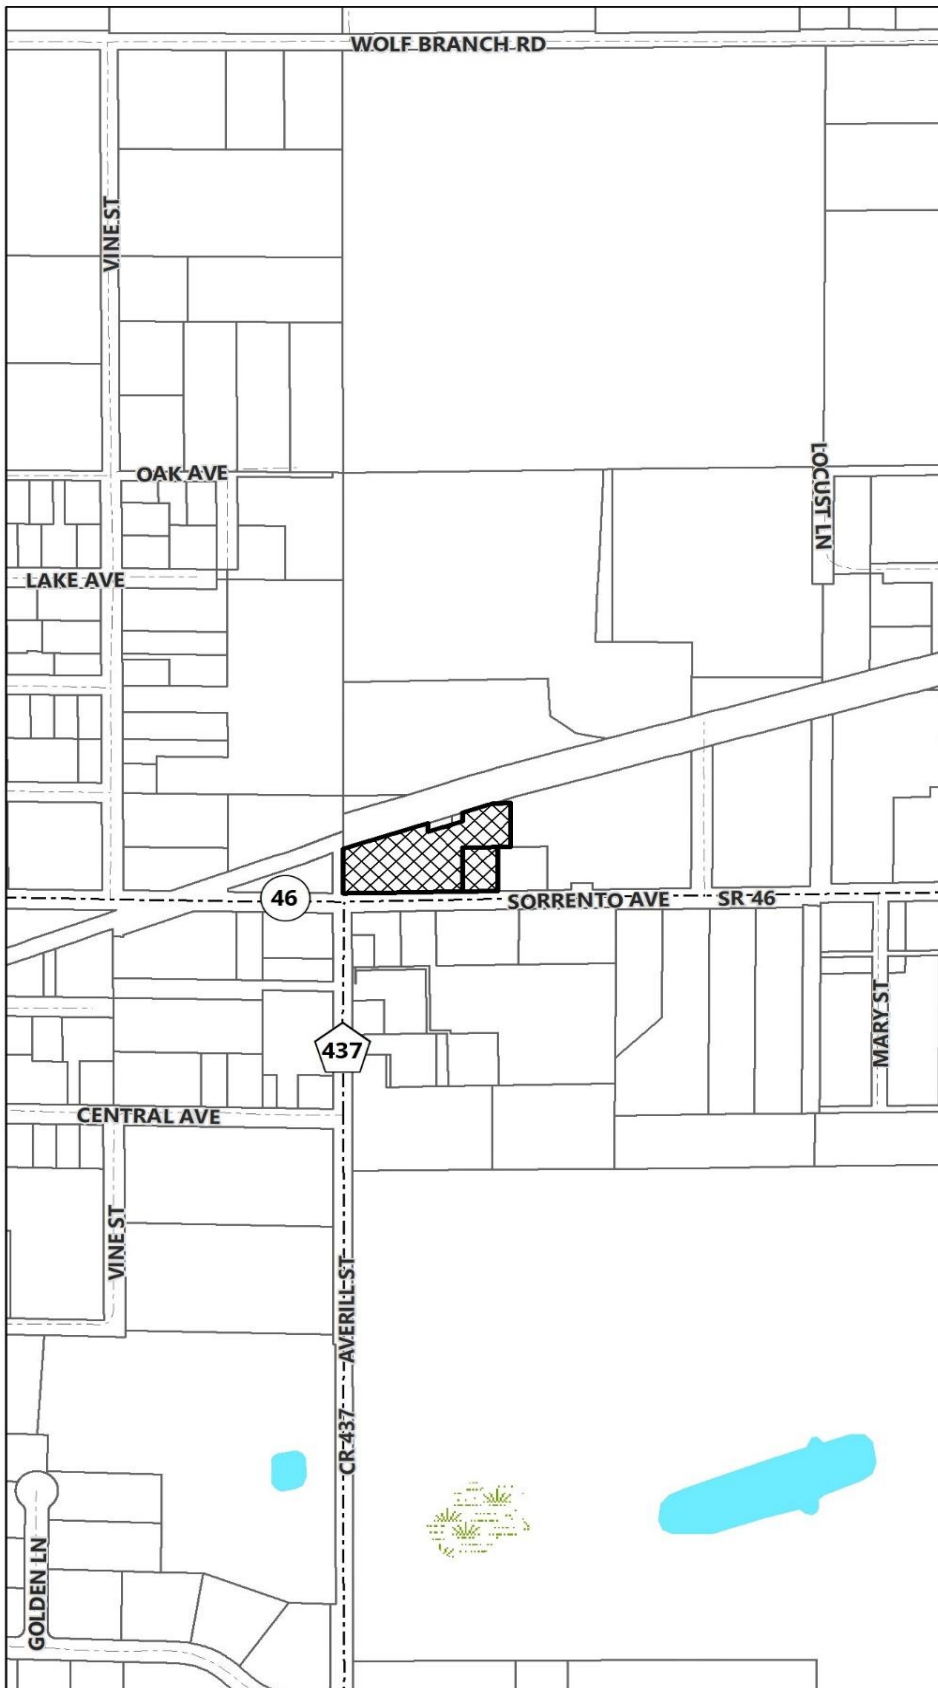 WOLF BRANCH RD
VINE ST
OAK AVE
LOCUST LN
LAKE AVE
46
SORRENTO AVE
SR 46
437
MARY ST
CENTRAL AVE
VINE ST
AVERILL ST
CR 437
GOLDEN LN